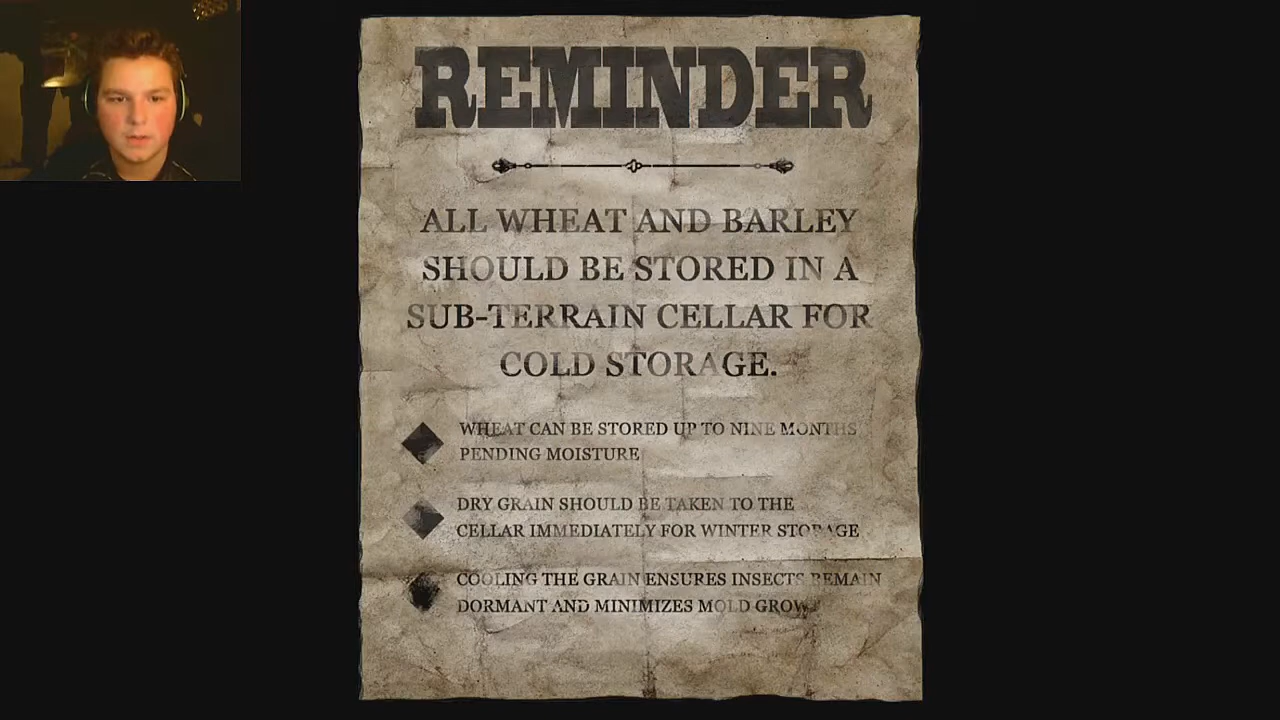 REMINDER
ALL WHEAT AND BARLEY
SHOULD BE STORED IN A
SUB-TERRAIN CELLAR FOR
COLD STORAGE.
WHEAT CAN BE STORED UP TO NINE MONTHS
PENDING MOISTURE
DRY GRAIN SHOULD BE TAKEN TO THE
CELLAR IMMEDIATELY FOR WINTER STORAGE
COOLING THE GRAIN ENSURES INSECTS REMAIN
DORMANT AND MINIMIZES MOLD